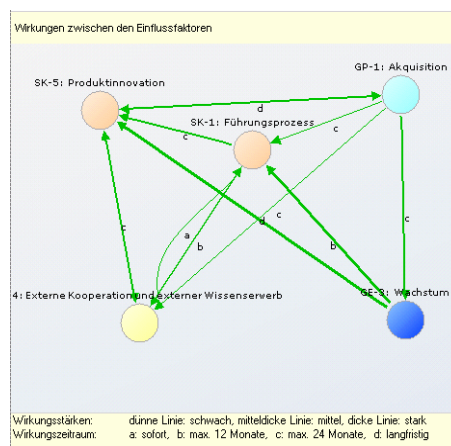 Wirkungen zwischen den Einflussfaktoren
GP-1: Akquisition
SK-5: Produktinnovation
d
SK-1: Führungsprozess
c
c
a
d
c
c
c
b
b
4: Externe Kooperation und externer Wissenserwerb
GE-3: Wachstum
Wirkungsstärken: dünne Linie: schwach, mitteldicke Linie: mittel, dicke Linie: stark
Wirkungszeitraum: a: sofort, b: max. 12 Monate, c: max. 24 Monate, d: langfristig